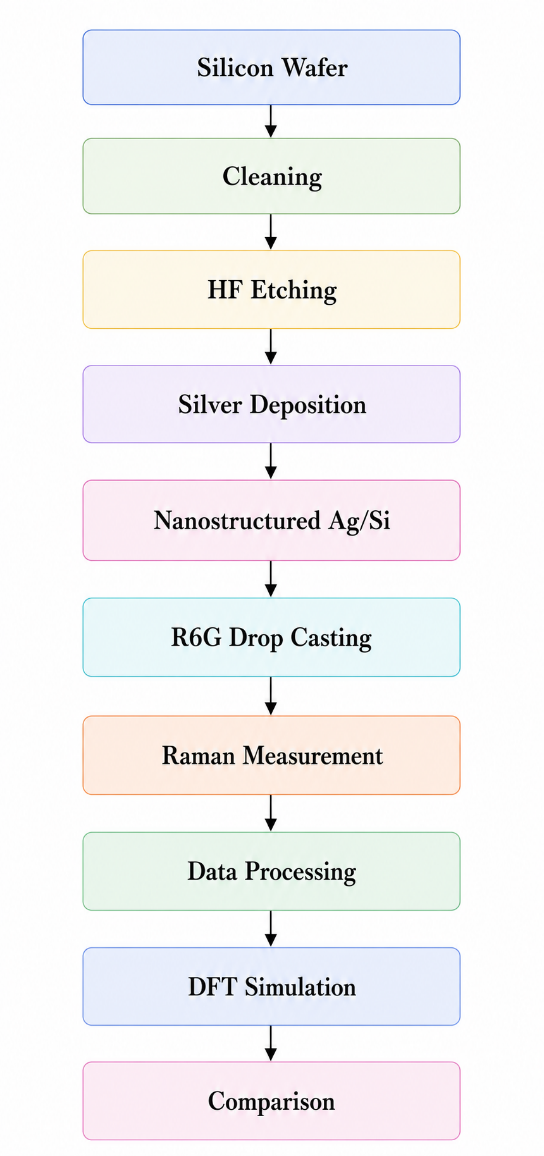 Silicon Wafer
Cleaning
HF Etching
Silver Deposition
Nanostructured Ag/Si
R6G Drop Casting
Raman Measurement
Data Processing
DFT Simulation
Comparison